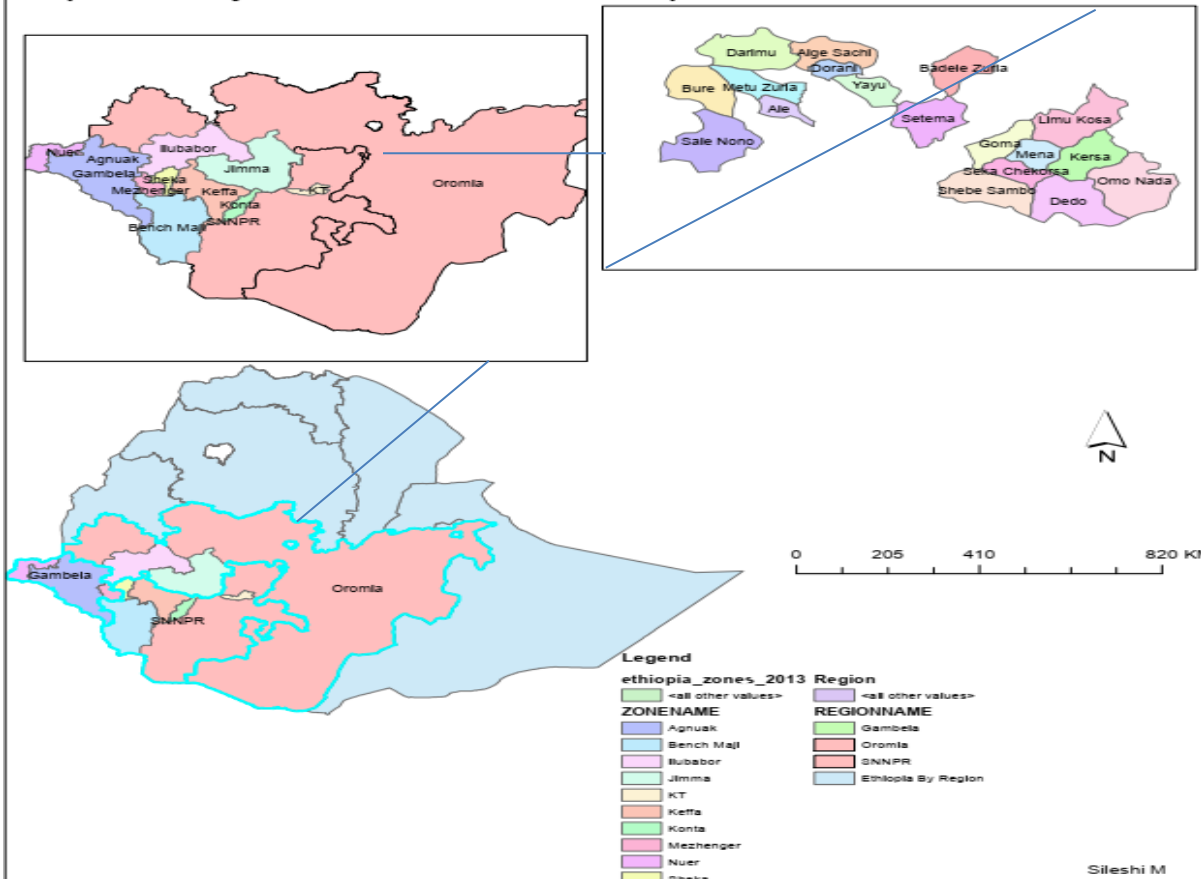 Nuer
Agnuak
Gambela
Mezhenger
Sheka
Ilubabor
Jimma
Keffa
Konta
SNNPR
Bench Maji
KT
Oromia
Darimu
Alge Sachi
Dorani
Bure
Metu Zuria
Yayu
Ale
Sale Nono
Badele Zuria
Setema
Limu Kosa
Goma
Mena
Kersa
Seka Chekorsa
Shebe Sambo
Omo Nada
Dedo
N
0 205 410 820 KM
Gambela
Oromia
SNNPR
Legend
ethiopia_zones_2013 Region
<all other values> <all other values>
ZONENAME REGIONNAME
Agnuak Gambela
Bench Maji Oromia
Ilubabor SNNPR
Jimma Ethiopia By Region
KT
Keffa
Konta
Mezhenger
Nuer
Sheka
Sileshi M